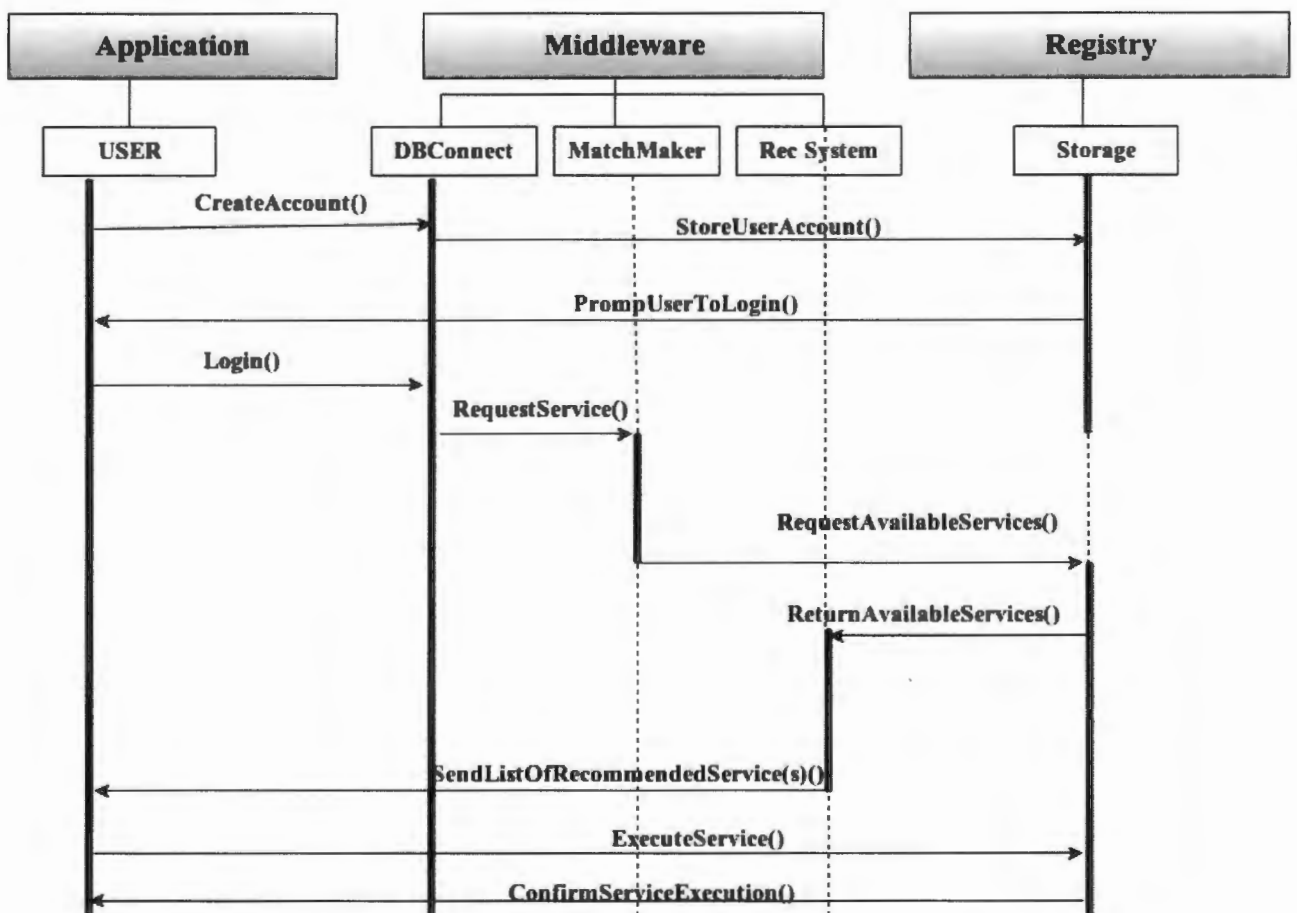 Application
Middleware
Registry
USER
DBConnect
MatchMaker
Rec System
Storage
CreateAccount()
StoreUserAccount()
PrompUserToLogin()
Login()
RequestService()
RequestAvailableServices()
ReturnAvailableServices()
SendListOfRecommendedService(s)()
ExecuteService()
ConfirmServiceExecution()